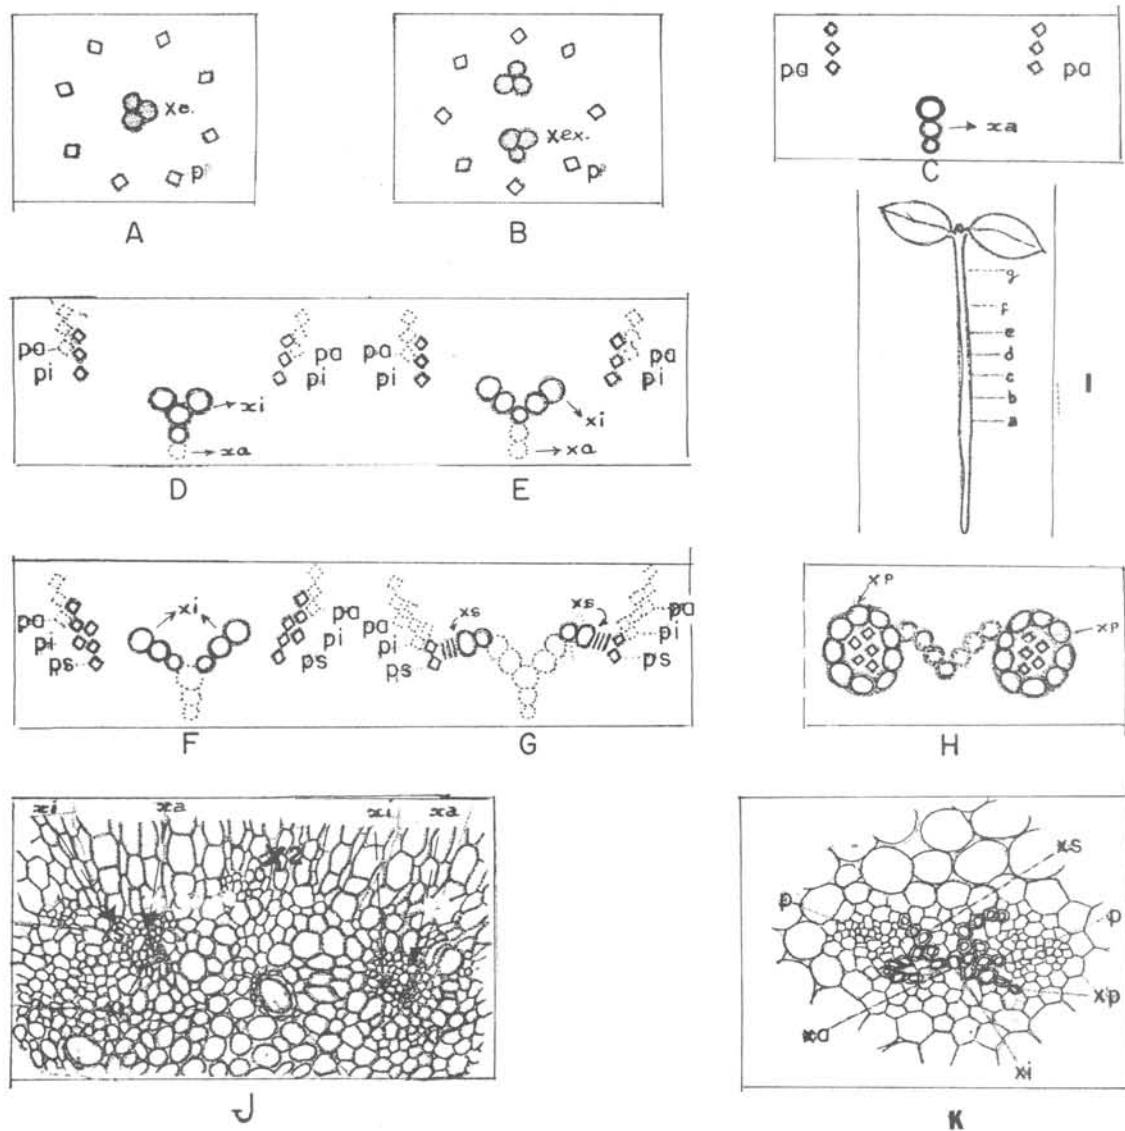 xe.
p
A
xex.
p
B
pa pa
xa
C
g
f
e
d
c
b
a
I
pa pa
pi pi
xi
xa
D
pa pa
pi pi
xi
xa
E
xi
pa pa
pi pi
ps ps
F
xs xs
pa pa
pi pi
ps ps
G
xp
xp
H
xi xa xi xa
J
xs
p p
xp
xa
xi
K